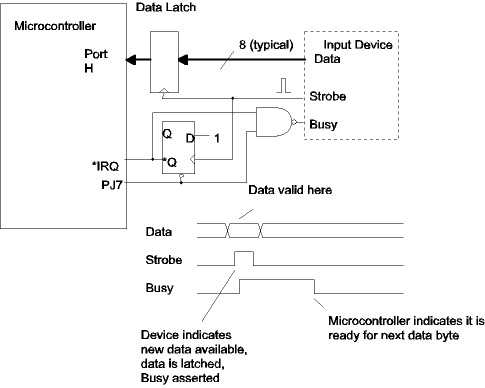 Data Latch
Microcontroller
8 (typical)
Input Device
Port
H
Data
Strobe
Busy
Q
D
1
*Q
*IRQ
PJ7
Data valid here
Data
Strobe
Busy
Device indicates
new data available,
data is latched,
Busy asserted
Microcontroller indicates it is
ready for next data byte